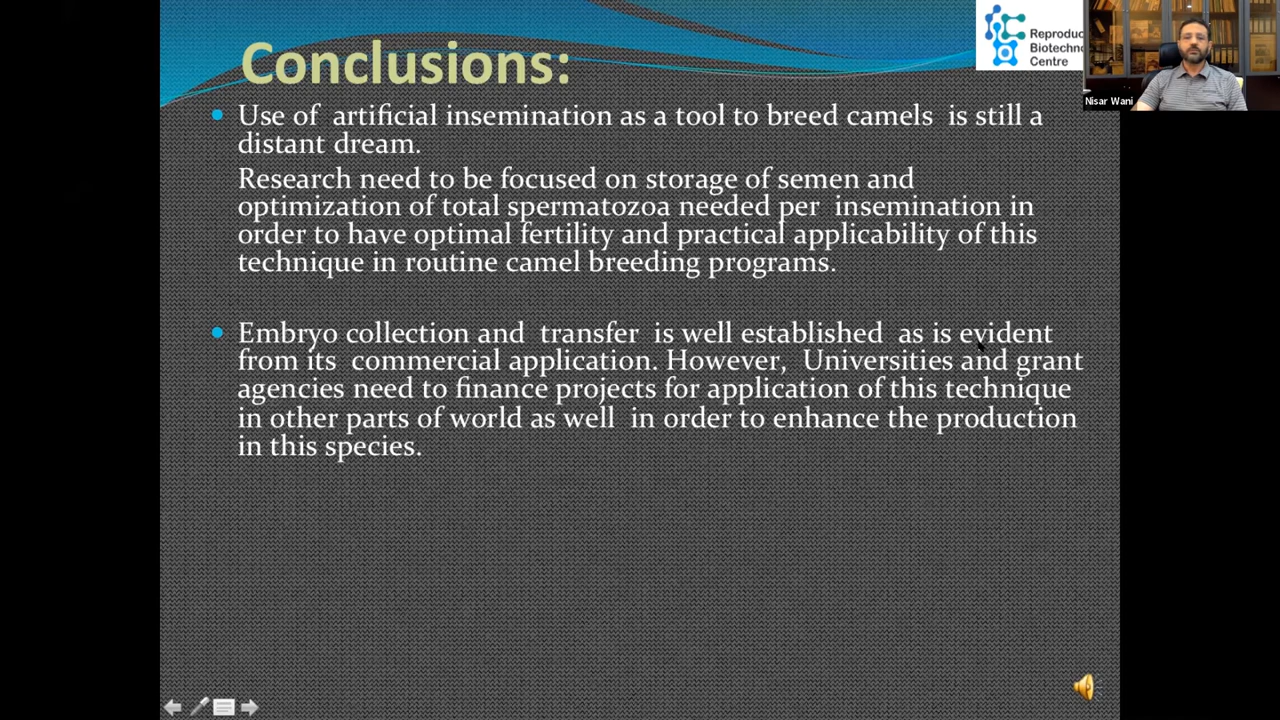 Conclusions:
Reproduc
Biotechno
Centre
Nisar Wani
Use of artificial insemination as a tool to breed camels is still a
distant dream.
Research need to be focused on storage of semen and
optimization of total spermatozoa needed per insemination in
order to have optimal fertility and practical applicability of this
technique in routine camel breeding programs.
Embryo collection and transfer is well established as is evident
from its commercial application. However, Universities and grant
agencies need to finance projects for application of this technique
in other parts of world as well in order to enhance the production
in this species.